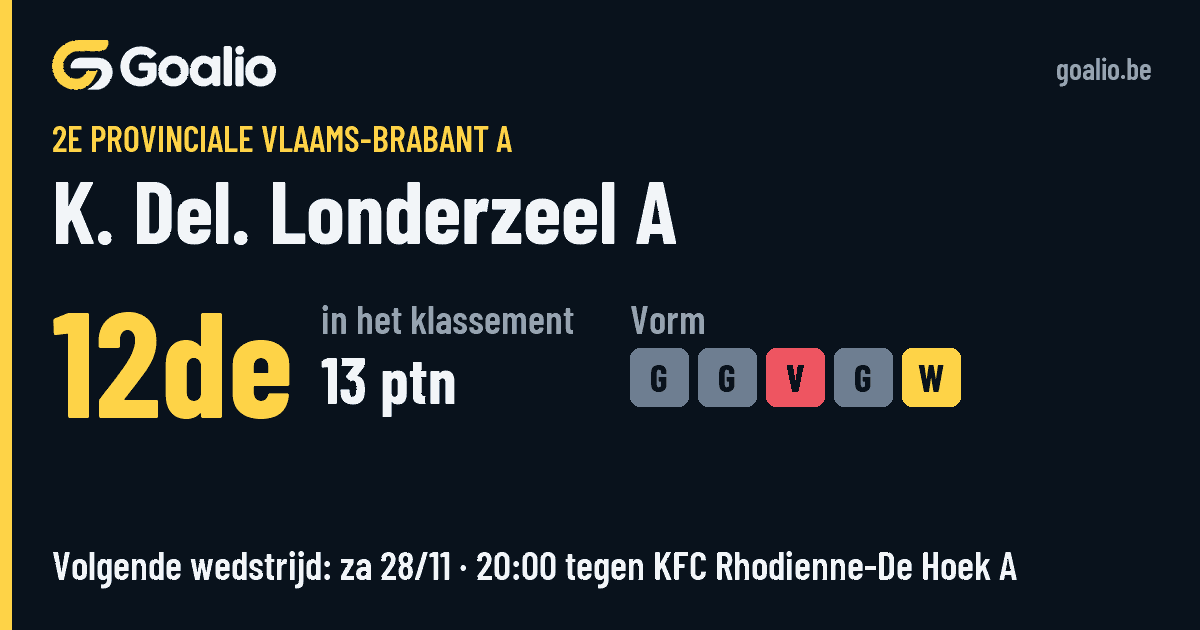 Goalio
goalio.be
2E PROVINCIALE VLAAMS-BRABANT A
K. Del. Londerzeel A
12de
in het klassement
13 ptn
Vorm
G G V G W
Volgende wedstrijd: za 28/11 · 20:00 tegen KFC Rhodienne-De Hoek A